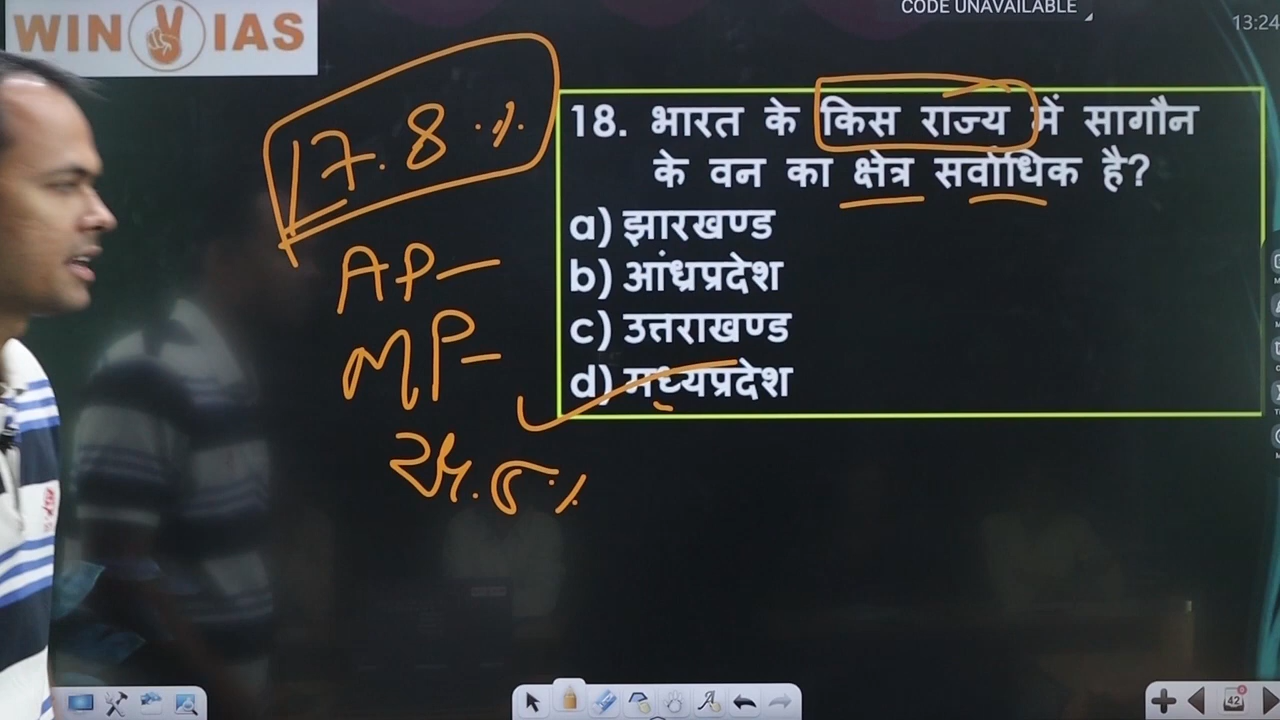 CODE UNAVAILABLE
13:24
WIN IAS
17.8 %
18. भारत के किस राज्य में सागौन
के वन का क्षेत्र सर्वाधिक है?
a) झारखण्ड
b) आंध्रप्रदेश
c) उत्तराखण्ड
d) मध्यप्रदेश
AP-
MP-
42